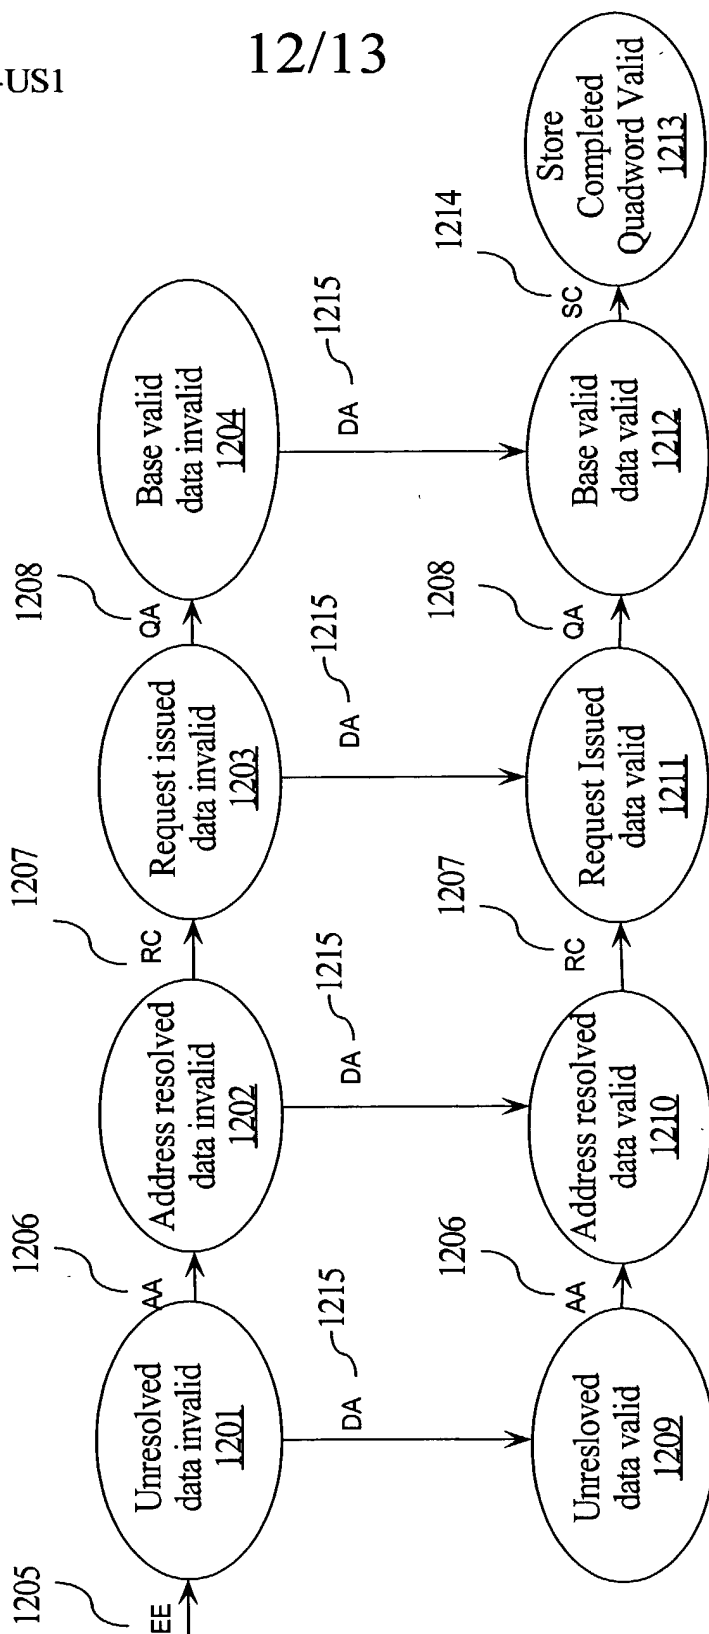 -US1
12/13
1205
EE
Unresolved
data invalid
1201
1206
AA
Address resolved
data invalid
1202
1207
RC
Request issued
data invalid
1203
1208
QA
Base valid
data invalid
1204
DA
1215
DA
1215
DA
1215
DA
1215
Unresloved
data valid
1209
1206
AA
Address resolved
data valid
1210
1207
RC
Request Issued
data valid
1211
1208
QA
Base valid
data valid
1212
1214
SC
Store
Completed
Quadword Valid
1213